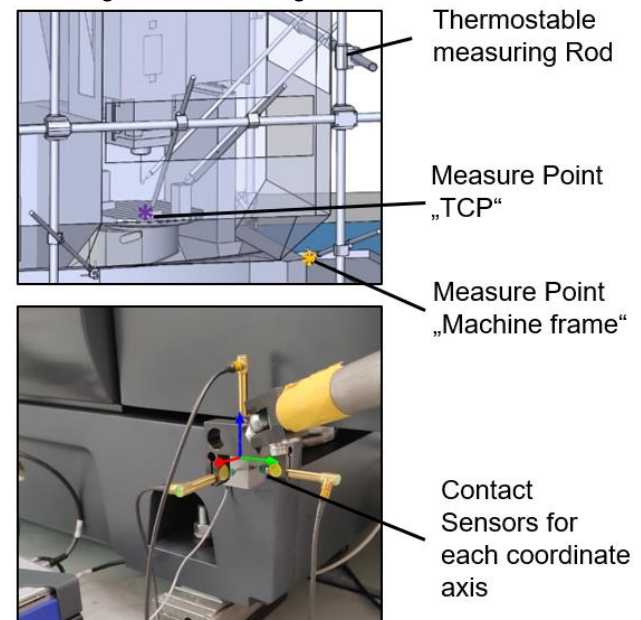 Thermostable
measuring Rod
Measure Point
„TCP“
Measure Point
„Machine frame“
Contact
Sensors for
each coordinate
axis